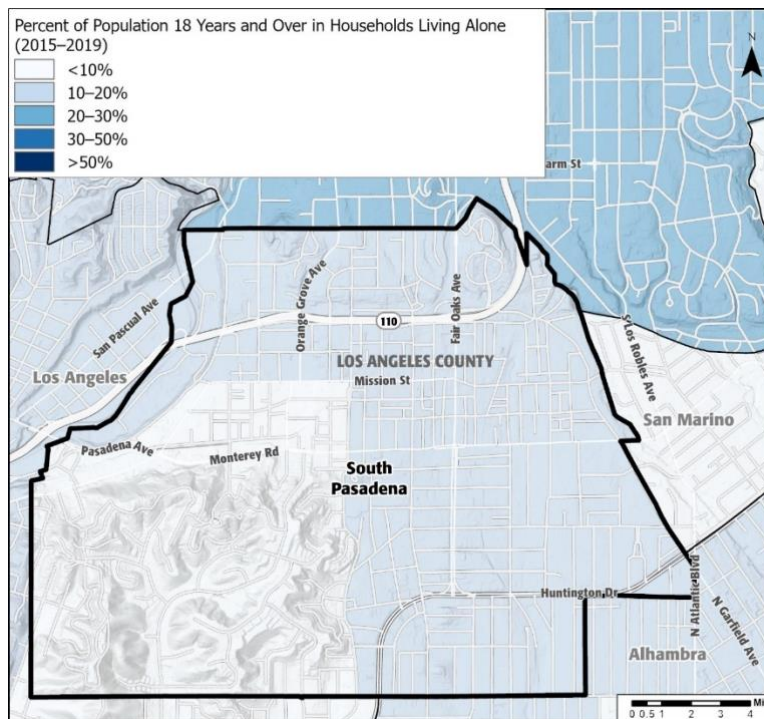 Percent of Population 18 Years and Over in Households Living Alone
(2015–2019)
<10%
10–20%
20–30%
30–50%
>50%
N
arm St
San Pascual Ave
Orange Grove Ave
110
Fair Oaks Ave
S Los Robles Ave
LOS ANGELES COUNTY
Los Angeles
Mission St
San Marino
Pasadena Ave
Monterey Rd
South
Pasadena
Huntington Dr
N Atlantic Blvd
N Garfield Ave
Alhambra
Mi
0 0.5 1 2 3 4